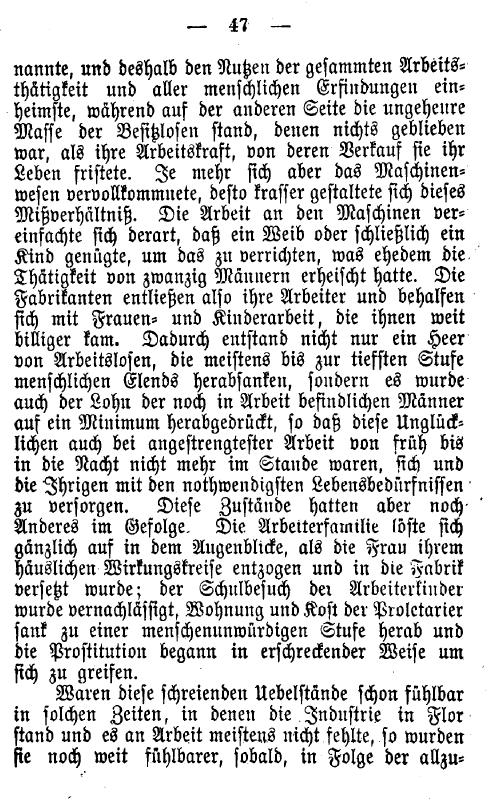 — 47 —
nannte, und deshalb den Nutzen der gesammten Arbeits-
thätigkeit und aller menschlichen Erfindungen ein-
heimste, während auf der anderen Seite die ungeheure
Masse der Besitzlosen stand, denen nichts geblieben
war, als ihre Arbeitskraft, von deren Verkauf sie ihr
Leben fristete. Je mehr sich aber das Maschinen-
wesen vervollkommnete, desto krasser gestaltete sich dieses
Mißverhältniß. Die Arbeit an den Maschinen ver-
einfachte sich derart, daß ein Weib oder schließlich ein
Kind genügte, um das zu verrichten, was ehedem die
Thätigkeit von zwanzig Männern erheischt hatte. Die
Fabrikanten entließen also ihre Arbeiter und behalfen
sich mit Frauen- und Kinderarbeit, die ihnen weit
billiger kam. Dadurch entstand nicht nur ein Heer
von Arbeitslosen, die meistens bis zur tiefsten Stufe
menschlichen Elends herabsanken, sondern es wurde
auch der Lohn der noch in Arbeit befindlichen Männer
auf ein Minimum herabgedrückt, so daß diese Unglück-
lichen auch bei angestrengtester Arbeit von früh bis
in die Nacht nicht mehr im Stande waren, sich und
die Ihrigen mit den nothwendigsten Lebensbedürfnissen
zu versorgen. Diese Zustände hatten aber noch
Anderes im Gefolge. Die Arbeiterfamilie löste sich
gänzlich auf in dem Augenblicke, als die Frau ihrem
häuslichen Wirkungskreise entzogen und in die Fabrik
versetzt wurde; der Schulbesuch der Arbeiterkinder
wurde vernachlässigt, Wohnung und Kost der Proletarier
sank zu einer menschenunwürdigen Stufe herab und
die Prostitution begann in erschreckender Weise um
sich zu greifen.
Waren diese schreienden Uebelstände schon fühlbar
in solchen Zeiten, in denen die Industrie in Flor
stand und es an Arbeit meistens nicht fehlte, so wurden
sie noch weit fühlbarer, sobald, in Folge der allzu-